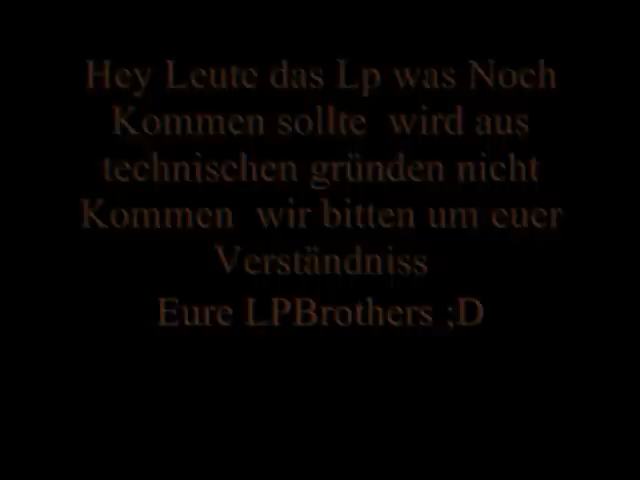 Hey Leute das Lp was Noch
Kommen sollte wird aus
technischen gründen nicht
Kommen wir bitten um euer
Verständniss
Eure LPBrothers ;D